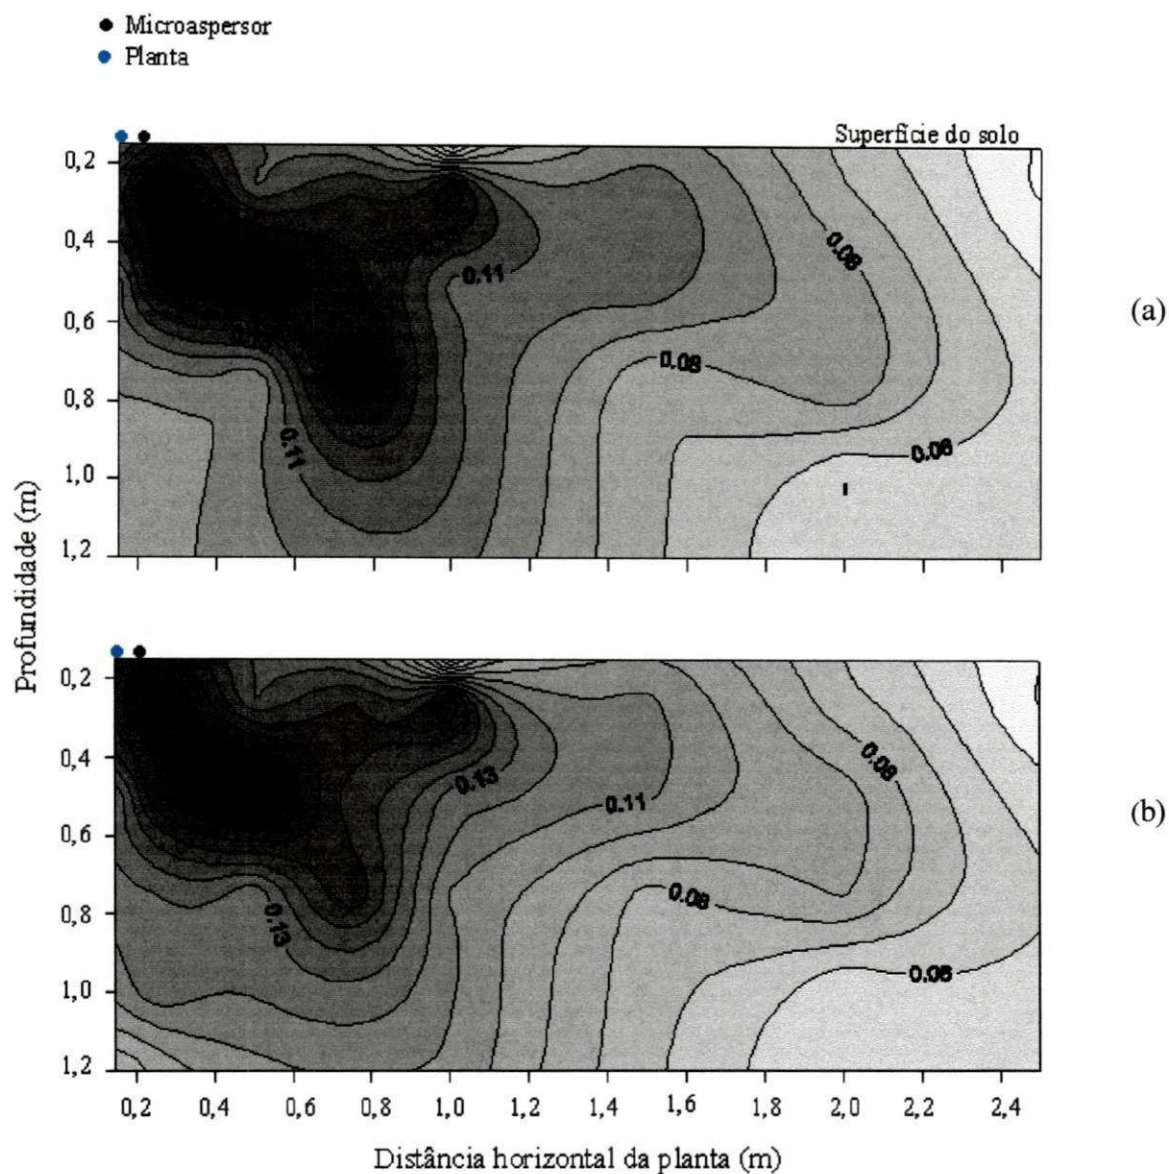 Microaspersor
Planta
Superfície do solo
0,2
0,4
0,6
0,8
1,0
1,2
0.11
0.11
0.08
0.08
0.06
(a)
Profundidade (m)
0,2
0,4
0,6
0,8
1,0
1,2
0.13
0.13
0.11
0.08
0.08
0.06
(b)
0,2 0,4 0,6 0,8 1,0 1,2 1,4 1,6 1,8 2,0 2,2 2,4
Distância horizontal da planta (m)